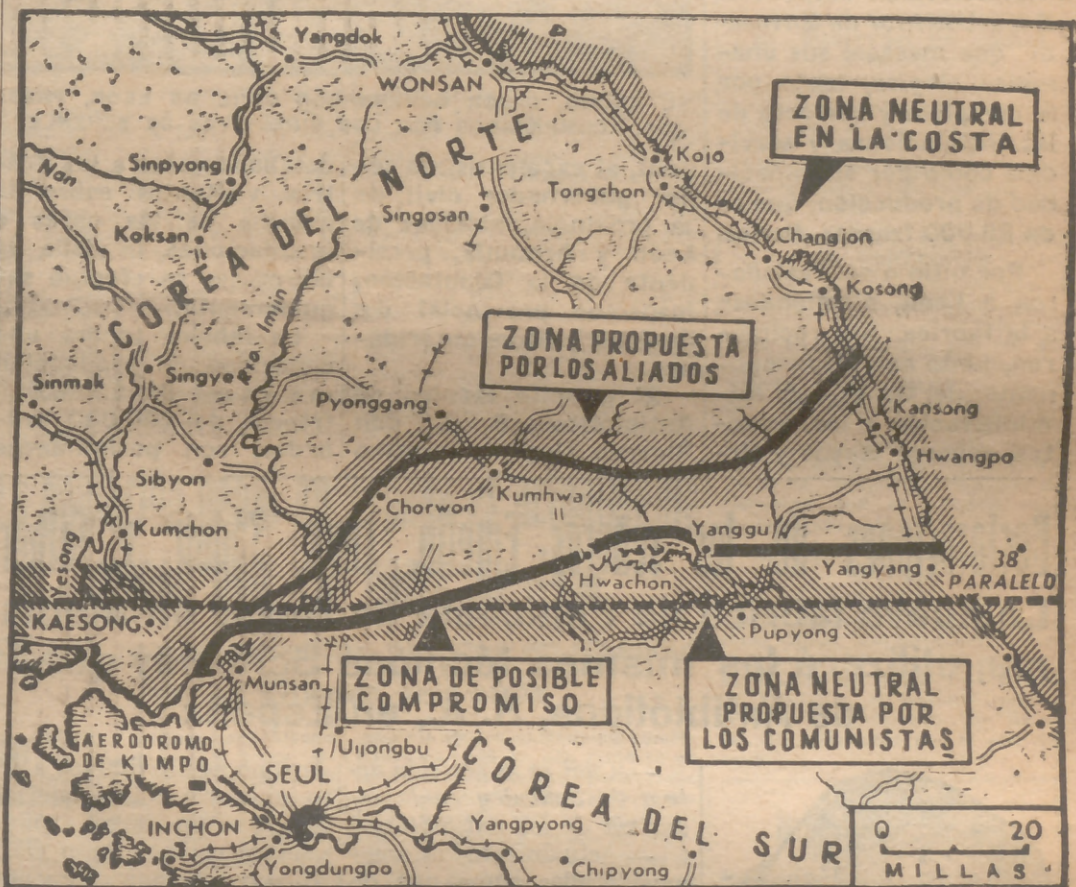 Yangdok
WONSAN
ZONA NEUTRAL
EN LA COSTA
Kojo
Sinpyong
Nan
Tongchon
COREA DEL NORTE
Singosan
Koksan
Changjon
Kosong
Rio Imjin
ZONA PROPUESTA
POR LOS ALIADOS
Singye
Sinmak
Pyonggang
Kansong
Hwangpo
Sibyon
Chorwon
Kumhwa
Kumchon
Yesong
Yanggu
38
PARALELO
Hwachon
Yangyang
KAESONG
Pupyong
Munsan
ZONA DE POSIBLE
COMPROMISO
ZONA NEUTRAL
PROPUESTA POR
LOS COMUNISTAS
AERODROMO
DE KIMPO
Uijongbu
SEUL
COREA DEL SUR
INCHON
Yangpyong
Yongdungpo
Chipyong
0 20
MILLAS